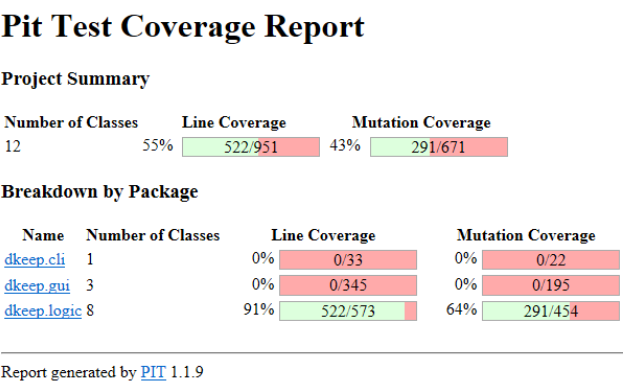 Pit Test Coverage Report
Project Summary
Number of Classes Line Coverage Mutation Coverage
12 55% 522/951 43% 291/671
Breakdown by Package
Name Number of Classes Line Coverage Mutation Coverage
dkeep.cli 1 0% 0/33 0% 0/22
dkeep.gui 3 0% 0/345 0% 0/195
dkeep.logic 8 91% 522/573 64% 291/454
Report generated by PIT 1.1.9